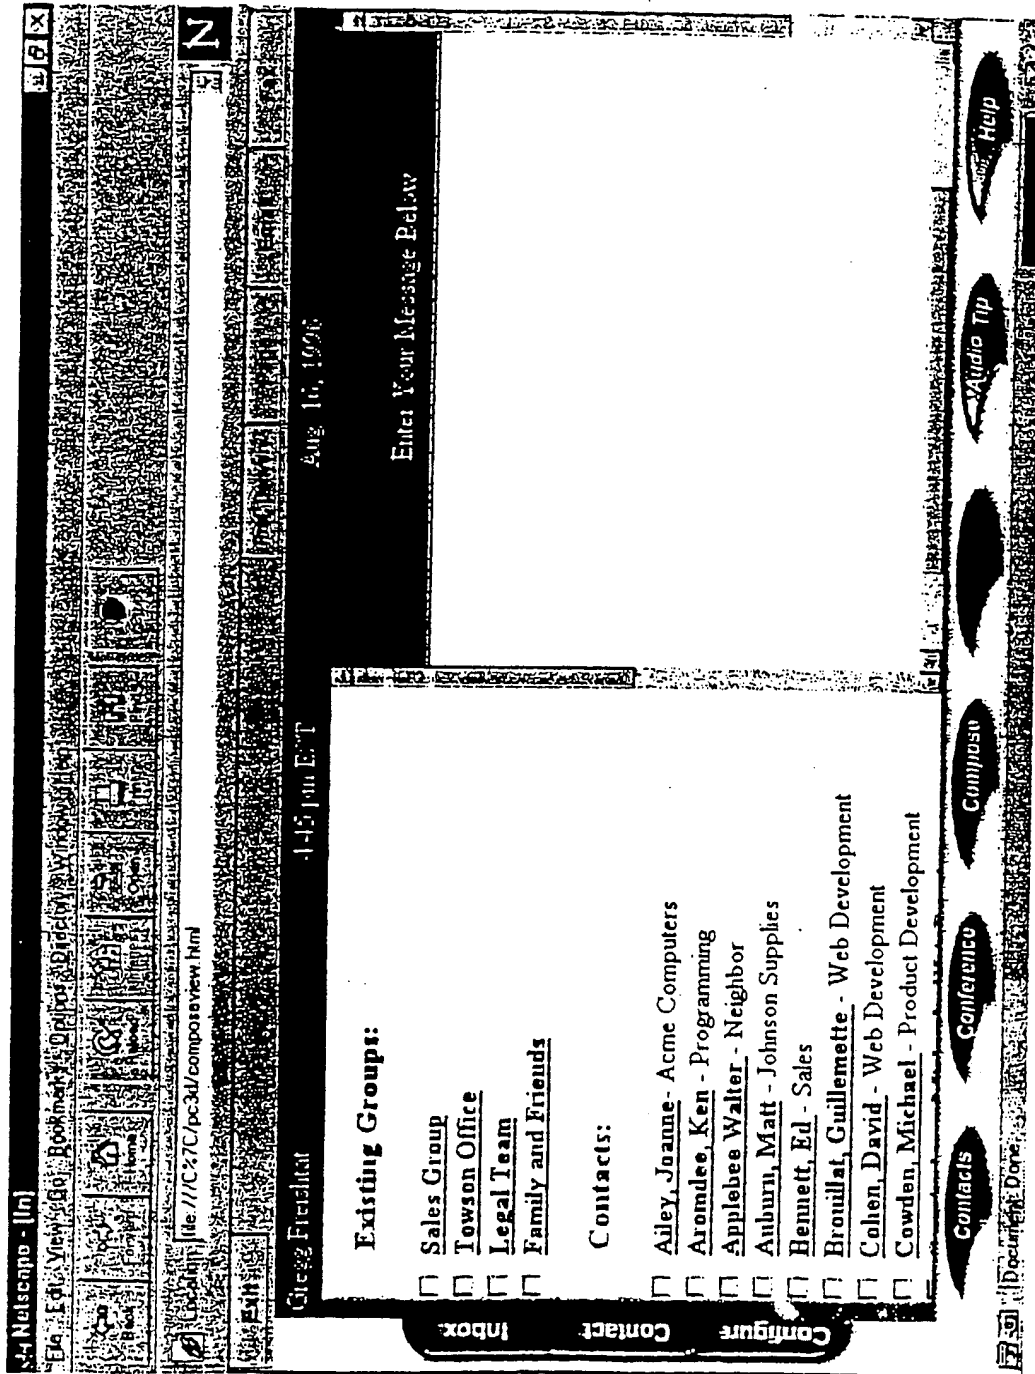 Netscape - [In]
File Edit View Go Bookmarks Options Directory Window Help
Back Forward Home Reload Open Print Find
Location file:///C%7C/pc3d/composeview.html
Exit
Gregg Freishtat 4:45 pm EST Aug. 16, 1996
Existing Groups:
Sales Group
Towson Office
Legal Team
Family and Friends
Contacts:
Ailey, Joanne - Acme Computers
Aromdee, Ken - Programming
Applebee Walter - Neighbor
Auburn, Matt - Johnson Supplies
Bennett, Ed - Sales
Brouillat, Guillemette - Web Development
Cohen, David - Web Development
Cowden, Michael - Product Development
Enter Your Message Below
Inbox
Contact
Configure
Contacts Conference Compose Audio Tip Help
Document: Done